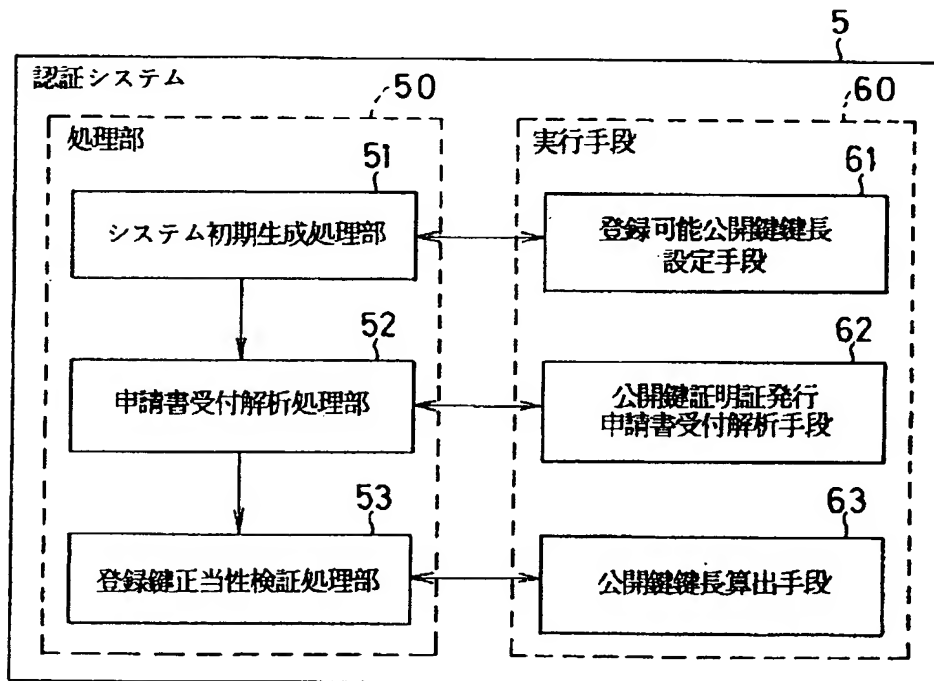 5
認証システム
50
60
処理部
実行手段
51
61
システム初期生成処理部
登録可能公開鍵鍵長
設定手段
52
62
申請書受付解析処理部
公開鍵証明証発行
申請書受付解析手段
53
63
登録鍵正当性検証処理部
公開鍵鍵長算出手段